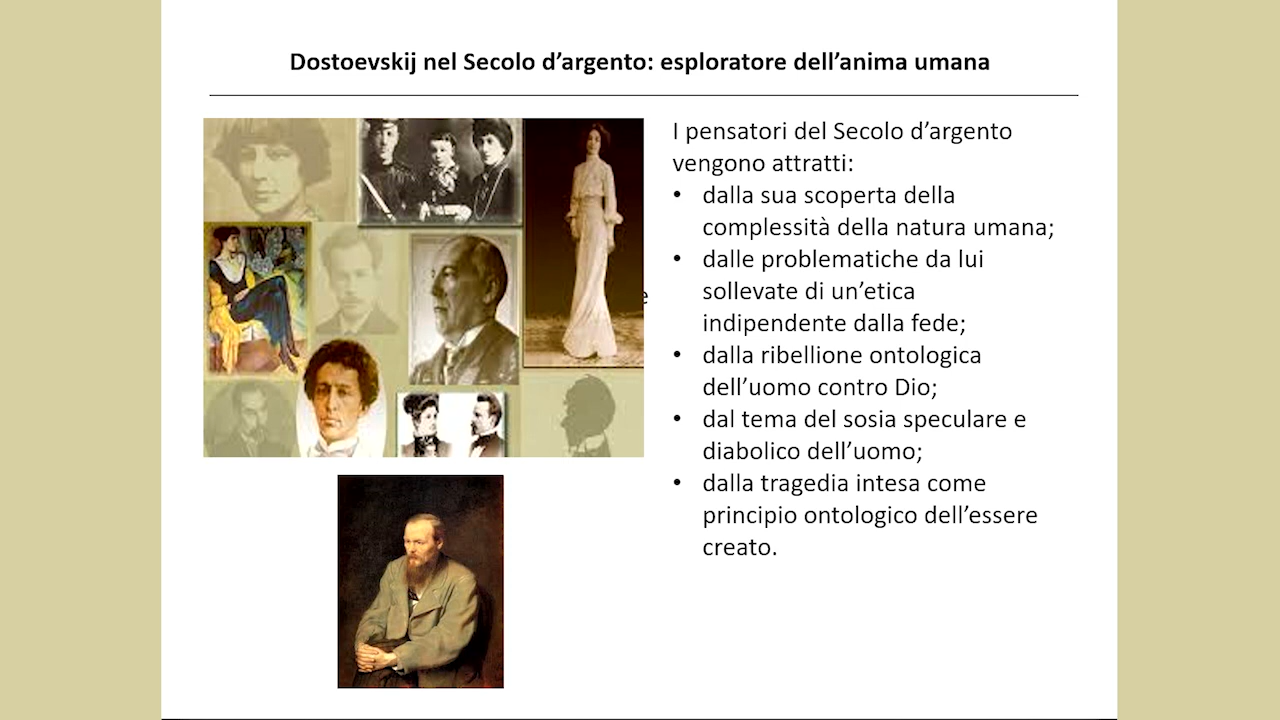 Dostoevskij nel Secolo d’argento: esploratore dell’anima umana
I pensatori del Secolo d’argento
vengono attratti:
• dalla sua scoperta della
complessità della natura umana;
• dalle problematiche da lui
sollevate di un’etica
indipendente dalla fede;
• dalla ribellione ontologica
dell’uomo contro Dio;
• dal tema del sosia speculare e
diabolico dell’uomo;
• dalla tragedia intesa come
principio ontologico dell’essere
creato.